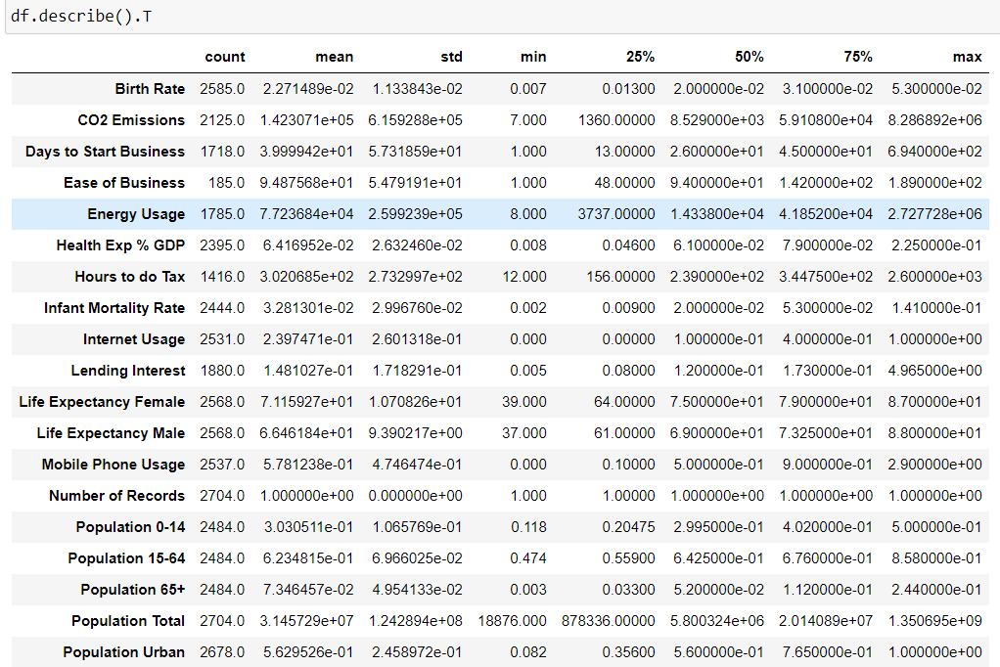 df.describe().T
count mean std min 25% 50% 75% max
Birth Rate 2585.0 2.271489e-02 1.133843e-02 0.007 0.01300 2.000000e-02 3.100000e-02 5.300000e-02
CO2 Emissions 2125.0 1.423071e+05 6.159288e+05 7.000 1360.00000 8.529000e+03 5.910800e+04 8.286892e+06
Days to Start Business 1718.0 3.999942e+01 5.731859e+01 1.000 13.00000 2.600000e+01 4.500000e+01 6.940000e+02
Ease of Business 185.0 9.487568e+01 5.479191e+01 1.000 48.00000 9.400000e+01 1.420000e+02 1.890000e+02
Energy Usage 1785.0 7.723684e+04 2.599239e+05 8.000 3737.00000 1.433800e+04 4.185200e+04 2.727728e+06
Health Exp % GDP 2395.0 6.416952e-02 2.632460e-02 0.008 0.04600 6.100000e-02 7.900000e-02 2.250000e-01
Hours to do Tax 1416.0 3.020685e+02 2.732997e+02 12.000 156.00000 2.390000e+02 3.447500e+02 2.600000e+03
Infant Mortality Rate 2444.0 3.281301e-02 2.996760e-02 0.002 0.00900 2.000000e-02 5.300000e-02 1.410000e-01
Internet Usage 2531.0 2.397471e-01 2.601318e-01 0.000 0.00000 1.000000e-01 4.000000e-01 1.000000e+00
Lending Interest 1880.0 1.481027e-01 1.718291e-01 0.005 0.08000 1.200000e-01 1.730000e-01 4.965000e+00
Life Expectancy Female 2568.0 7.115927e+01 1.070826e+01 39.000 64.00000 7.500000e+01 7.900000e+01 8.700000e+01
Life Expectancy Male 2568.0 6.646184e+01 9.390217e+00 37.000 61.00000 6.900000e+01 7.325000e+01 8.800000e+01
Mobile Phone Usage 2537.0 5.781238e-01 4.746474e-01 0.000 0.10000 5.000000e-01 9.000000e-01 2.900000e+00
Number of Records 2704.0 1.000000e+00 0.000000e+00 1.000 1.00000 1.000000e+00 1.000000e+00 1.000000e+00
Population 0-14 2484.0 3.030511e-01 1.065769e-01 0.118 0.20475 2.995000e-01 4.020000e-01 5.000000e-01
Population 15-64 2484.0 6.234815e-01 6.966025e-02 0.474 0.55900 6.425000e-01 6.760000e-01 8.580000e-01
Population 65+ 2484.0 7.346457e-02 4.954133e-02 0.003 0.03300 5.200000e-02 1.120000e-01 2.440000e-01
Population Total 2704.0 3.145729e+07 1.242894e+08 18876.000 878336.00000 5.800324e+06 2.014089e+07 1.350695e+09
Population Urban 2678.0 5.629526e-01 2.458972e-01 0.082 0.35600 5.600000e-01 7.650000e-01 1.000000e+00